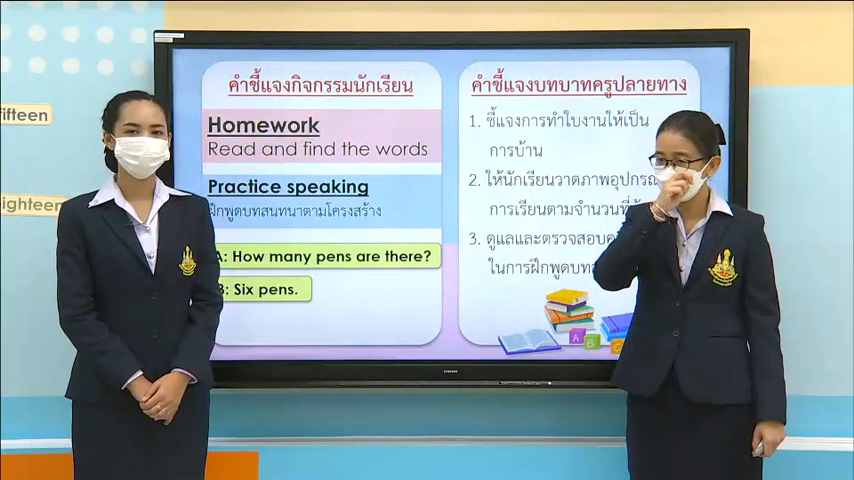 fifteen
eighteen
คำชี้แจงกิจกรรมนักเรียน
Homework
Read and find the words
Practice speaking
ฝึกพูดบทสนทนาตามโครงสร้าง
A: How many pens are there?
B: Six pens.
คำชี้แจงบทบาทครูปลายทาง
1. ชี้แจงการทำใบงานให้เป็น
การบ้าน
2. ให้นักเรียนวาดภาพอุปกรณ์
การเรียนตามจำนวนที่
3. ดูแลและตรวจสอบ
ในการฝึกพูด
A
B
C